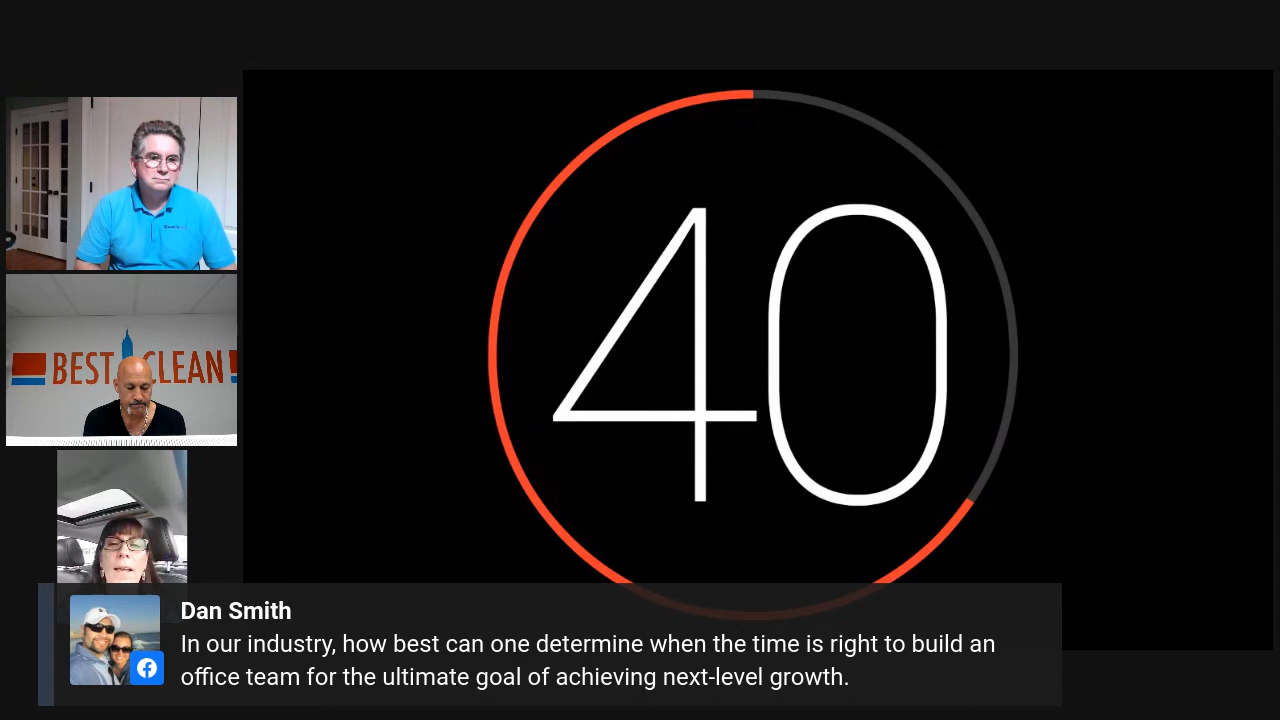 BEST CLEAN!
40
Dan Smith
In our industry, how best can one determine when the time is right to build an
office team for the ultimate goal of achieving next-level growth.